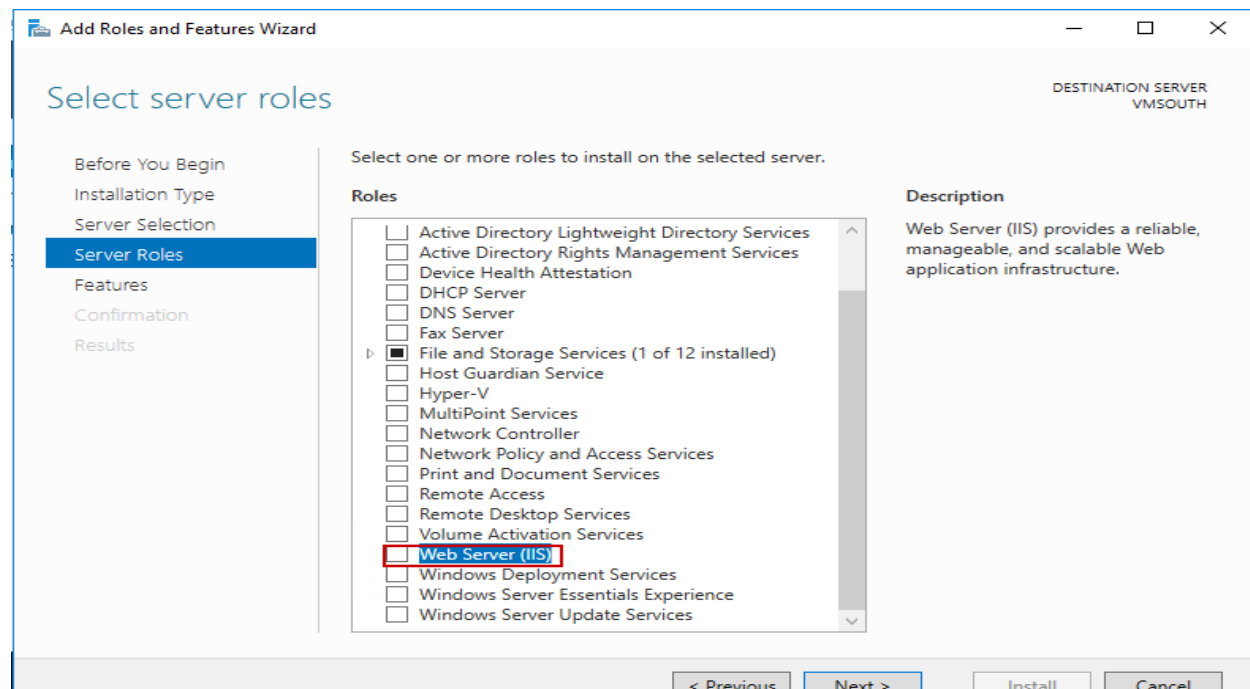 Add Roles and Features Wizard
Select server roles
DESTINATION SERVER
VMSOUTH
Before You Begin
Installation Type
Server Selection
Server Roles
Features
Confirmation
Results
Select one or more roles to install on the selected server.
Roles
Active Directory Lightweight Directory Services
Active Directory Rights Management Services
Device Health Attestation
DHCP Server
DNS Server
Fax Server
File and Storage Services (1 of 12 installed)
Host Guardian Service
Hyper-V
MultiPoint Services
Network Controller
Network Policy and Access Services
Print and Document Services
Remote Access
Remote Desktop Services
Volume Activation Services
Web Server (IIS)
Windows Deployment Services
Windows Server Essentials Experience
Windows Server Update Services
Description
Web Server (IIS) provides a reliable,
manageable, and scalable Web
application infrastructure.
< Previous
Next >
Install
Cancel